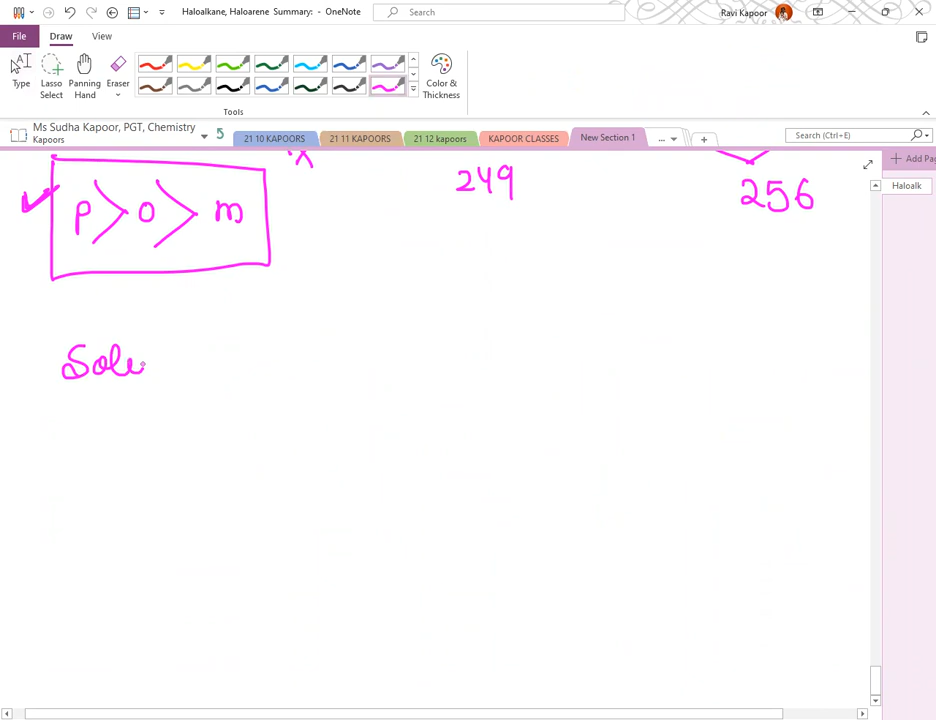 Haloalkane, Haloarene Summary: - OneNote
Search
Ravi Kapoor
File
Draw
View
Type
Lasso Select
Panning Hand
Eraser
Color & Thickness
Tools
Ms Sudha Kapoor, PGT, Chemistry
Kapoors
21 10 KAPOORS
21 11 KAPOORS
21 12 kapoors
KAPOOR CLASSES
New Section 1
...
Search (Ctrl+E)
Add Pag
Haloalk
X
249
256
p > o > m
Solu